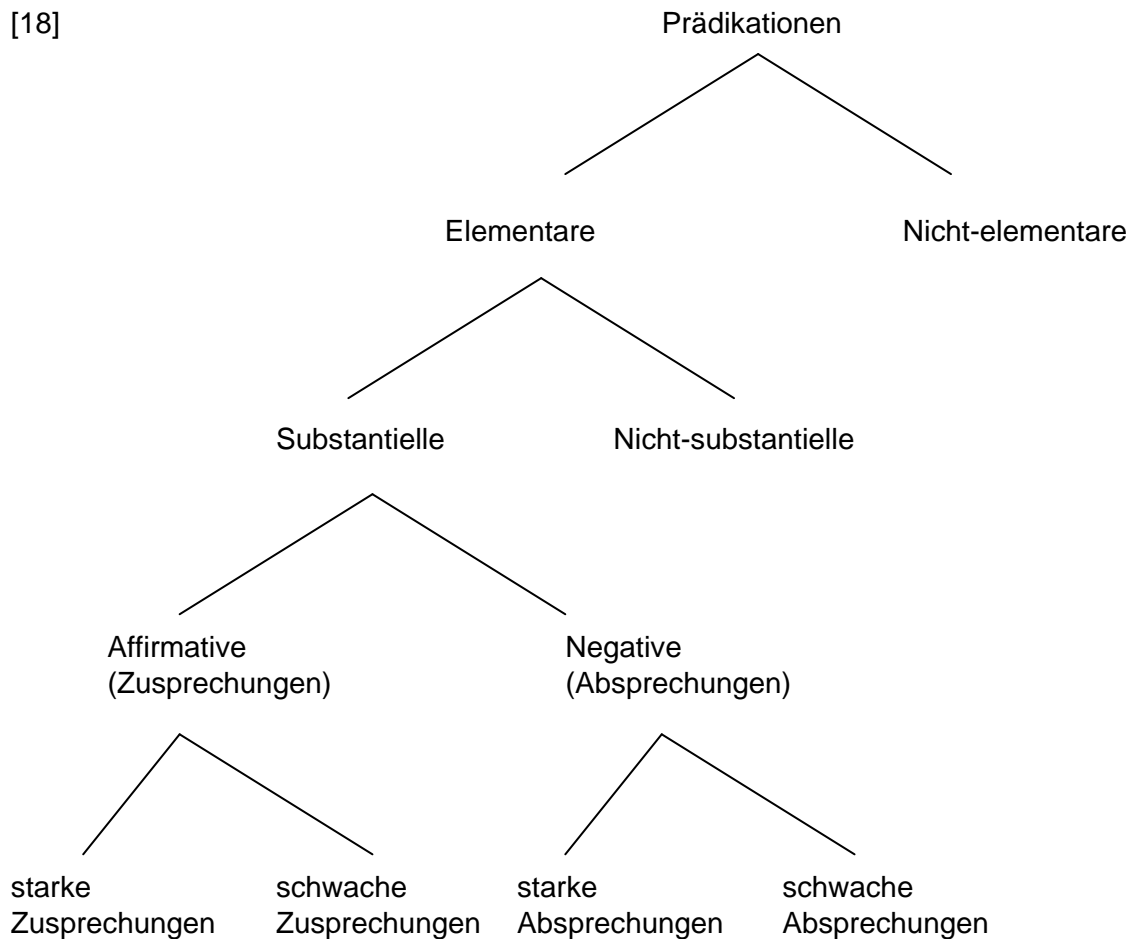 [18]
Prädikationen
Elementare
Nicht-elementare
Substantielle
Nicht-substantielle
Affirmative
(Zusprechungen)
Negative
(Absprechungen)
starke
Zusprechungen
schwache
Zusprechungen
starke
Absprechungen
schwache
Absprechungen